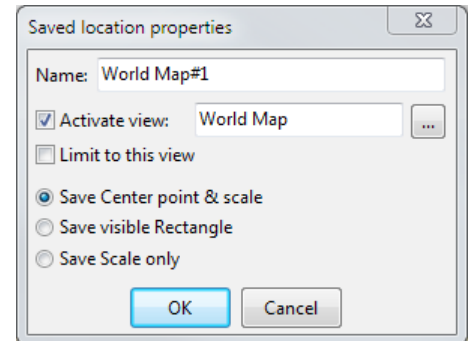 Saved location properties
Name: World Map#1
Activate view: World Map ...
Limit to this view
Save Center point & scale
Save visible Rectangle
Save Scale only
OK Cancel